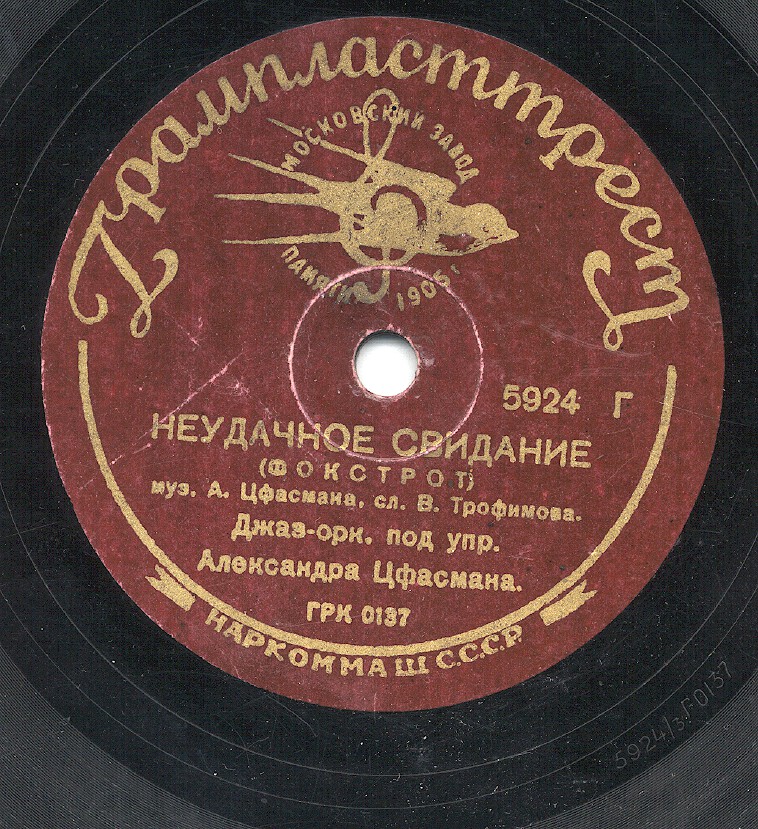 Грампласттрест
МОСКОВСКИЙ ЗАВОД
ПАМЯТИ 1905 г
5924 Г
НЕУДАЧНОЕ СВИДАНИЕ
(ФОКСТРОТ)
муз. А. Цфасмана, сл. В. Трофимова.
Джаз-орк. под упр.
Александра Цфасмана.
ГРК 0137
НАРКОММАШ С.С.С.Р.
5924/3 Г0137